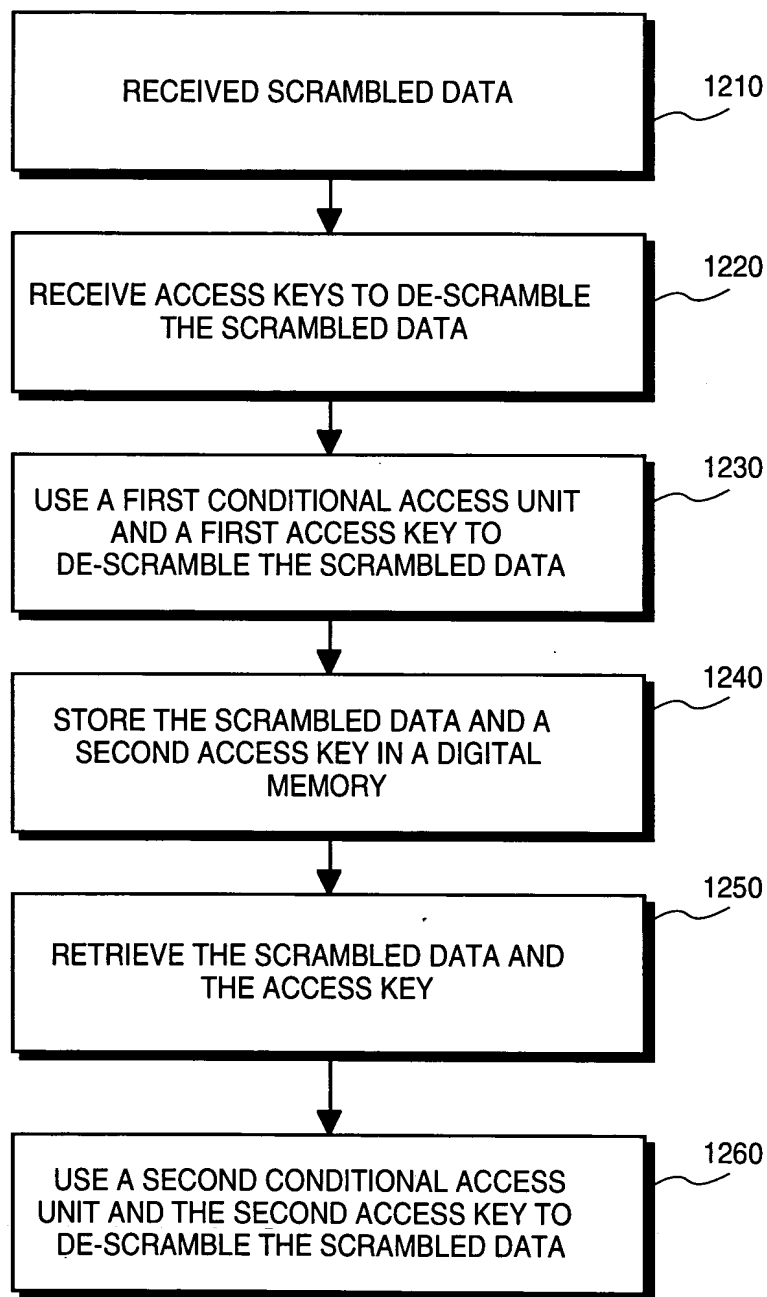 RECEIVED SCRAMBLED DATA
1210
RECEIVE ACCESS KEYS TO DE-SCRAMBLE
THE SCRAMBLED DATA
1220
USE A FIRST CONDITIONAL ACCESS UNIT
AND A FIRST ACCESS KEY TO
DE-SCRAMBLE THE SCRAMBLED DATA
1230
STORE THE SCRAMBLED DATA AND A
SECOND ACCESS KEY IN A DIGITAL
MEMORY
1240
RETRIEVE THE SCRAMBLED DATA AND
THE ACCESS KEY
1250
USE A SECOND CONDITIONAL ACCESS
UNIT AND THE SECOND ACCESS KEY TO
DE-SCRAMBLE THE SCRAMBLED DATA
1260